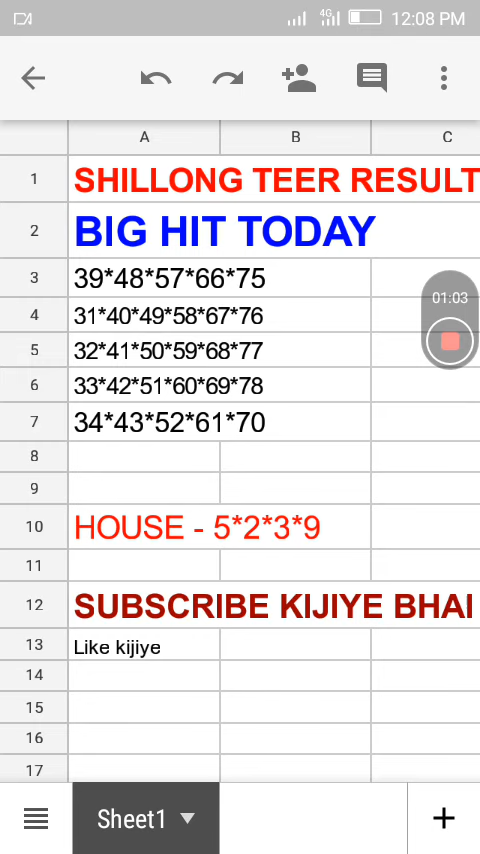 4G 12:08 PM
A B C
1 SHILLONG TEER RESULT
2 BIG HIT TODAY
3 39*48*57*66*75
01:03
4 31*40*49*58*67*76
5 32*41*50*59*68*77
6 33*42*51*60*69*78
7 34*43*52*61*70
8
9
10 HOUSE - 5*2*3*9
11
12 SUBSCRIBE KIJIYE BHAI
13 Like kijiye
14
15
16
17
Sheet1